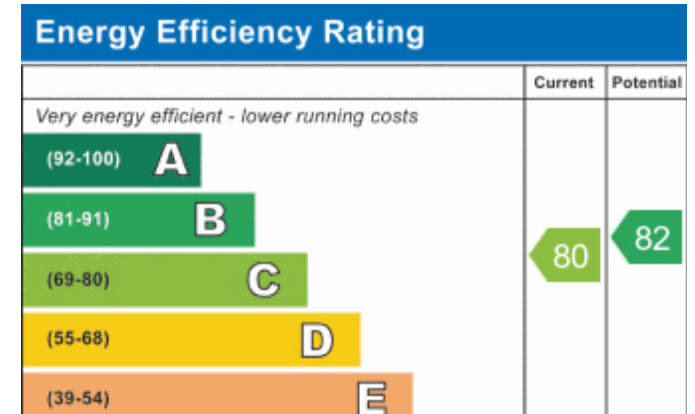 Energy Efficiency Rating
Current Potential
Very energy efficient - lower running costs
(92-100) A
(81-91) B
(69-80) C
(55-68) D
(39-54) E
80
82